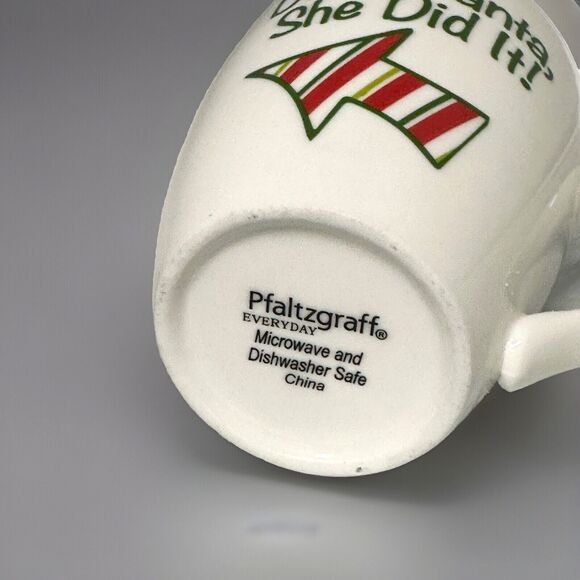 She Did It!
Pfaltzgraff®
EVERYDAY
Microwave and
Dishwasher Safe
China